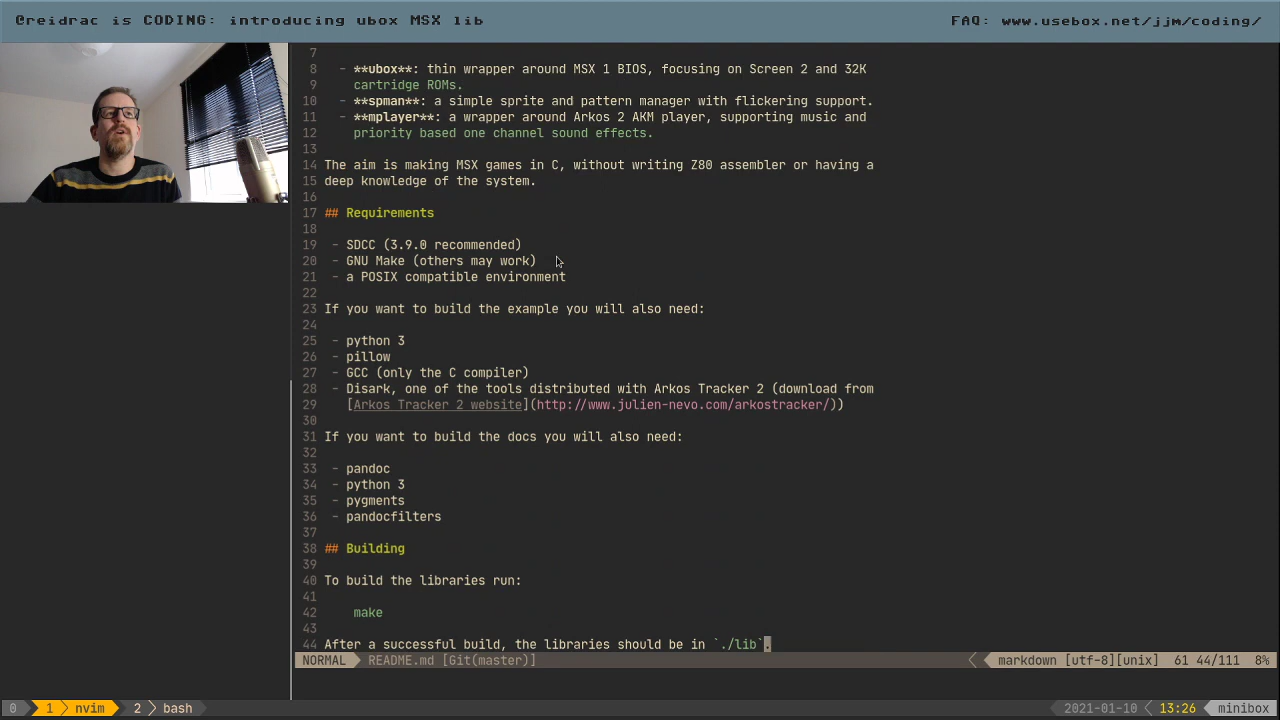 @reidrac is CODING: introducing ubox MSX lib
FAQ: www.usebox.net/jjm/coding/
7
8 - **ubox**: thin wrapper around MSX 1 BIOS, focusing on Screen 2 and 32K
9 cartridge ROMs.
10 - **spman**: a simple sprite and pattern manager with flickering support.
11 - **mplayer**: a wrapper around Arkos 2 AKM player, supporting music and
12 priority based one channel sound effects.
13
14 The aim is making MSX games in C, without writing Z80 assembler or having a
15 deep knowledge of the system.
16
17 ## Requirements
18
19 - SDCC (3.9.0 recommended)
20 - GNU Make (others may work)
21 - a POSIX compatible environment
22
23 If you want to build the example you will also need:
24
25 - python 3
26 - pillow
27 - GCC (only the C compiler)
28 - Disark, one of the tools distributed with Arkos Tracker 2 (download from
29 [Arkos Tracker 2 website](http://www.julien-nevo.com/arkostracker/))
30
31 If you want to build the docs you will also need:
32
33 - pandoc
34 - python 3
35 - pygments
36 - pandocfilters
37
38 ## Building
39
40 To build the libraries run:
41
42 make
43
44 After a successful build, the libraries should be in `./lib`.
NORMAL README.md [Git(master)] markdown [utf-8][unix] 61 44/111 8%
0 1 nvim 2 bash 2021-01-10 13:26 minibox